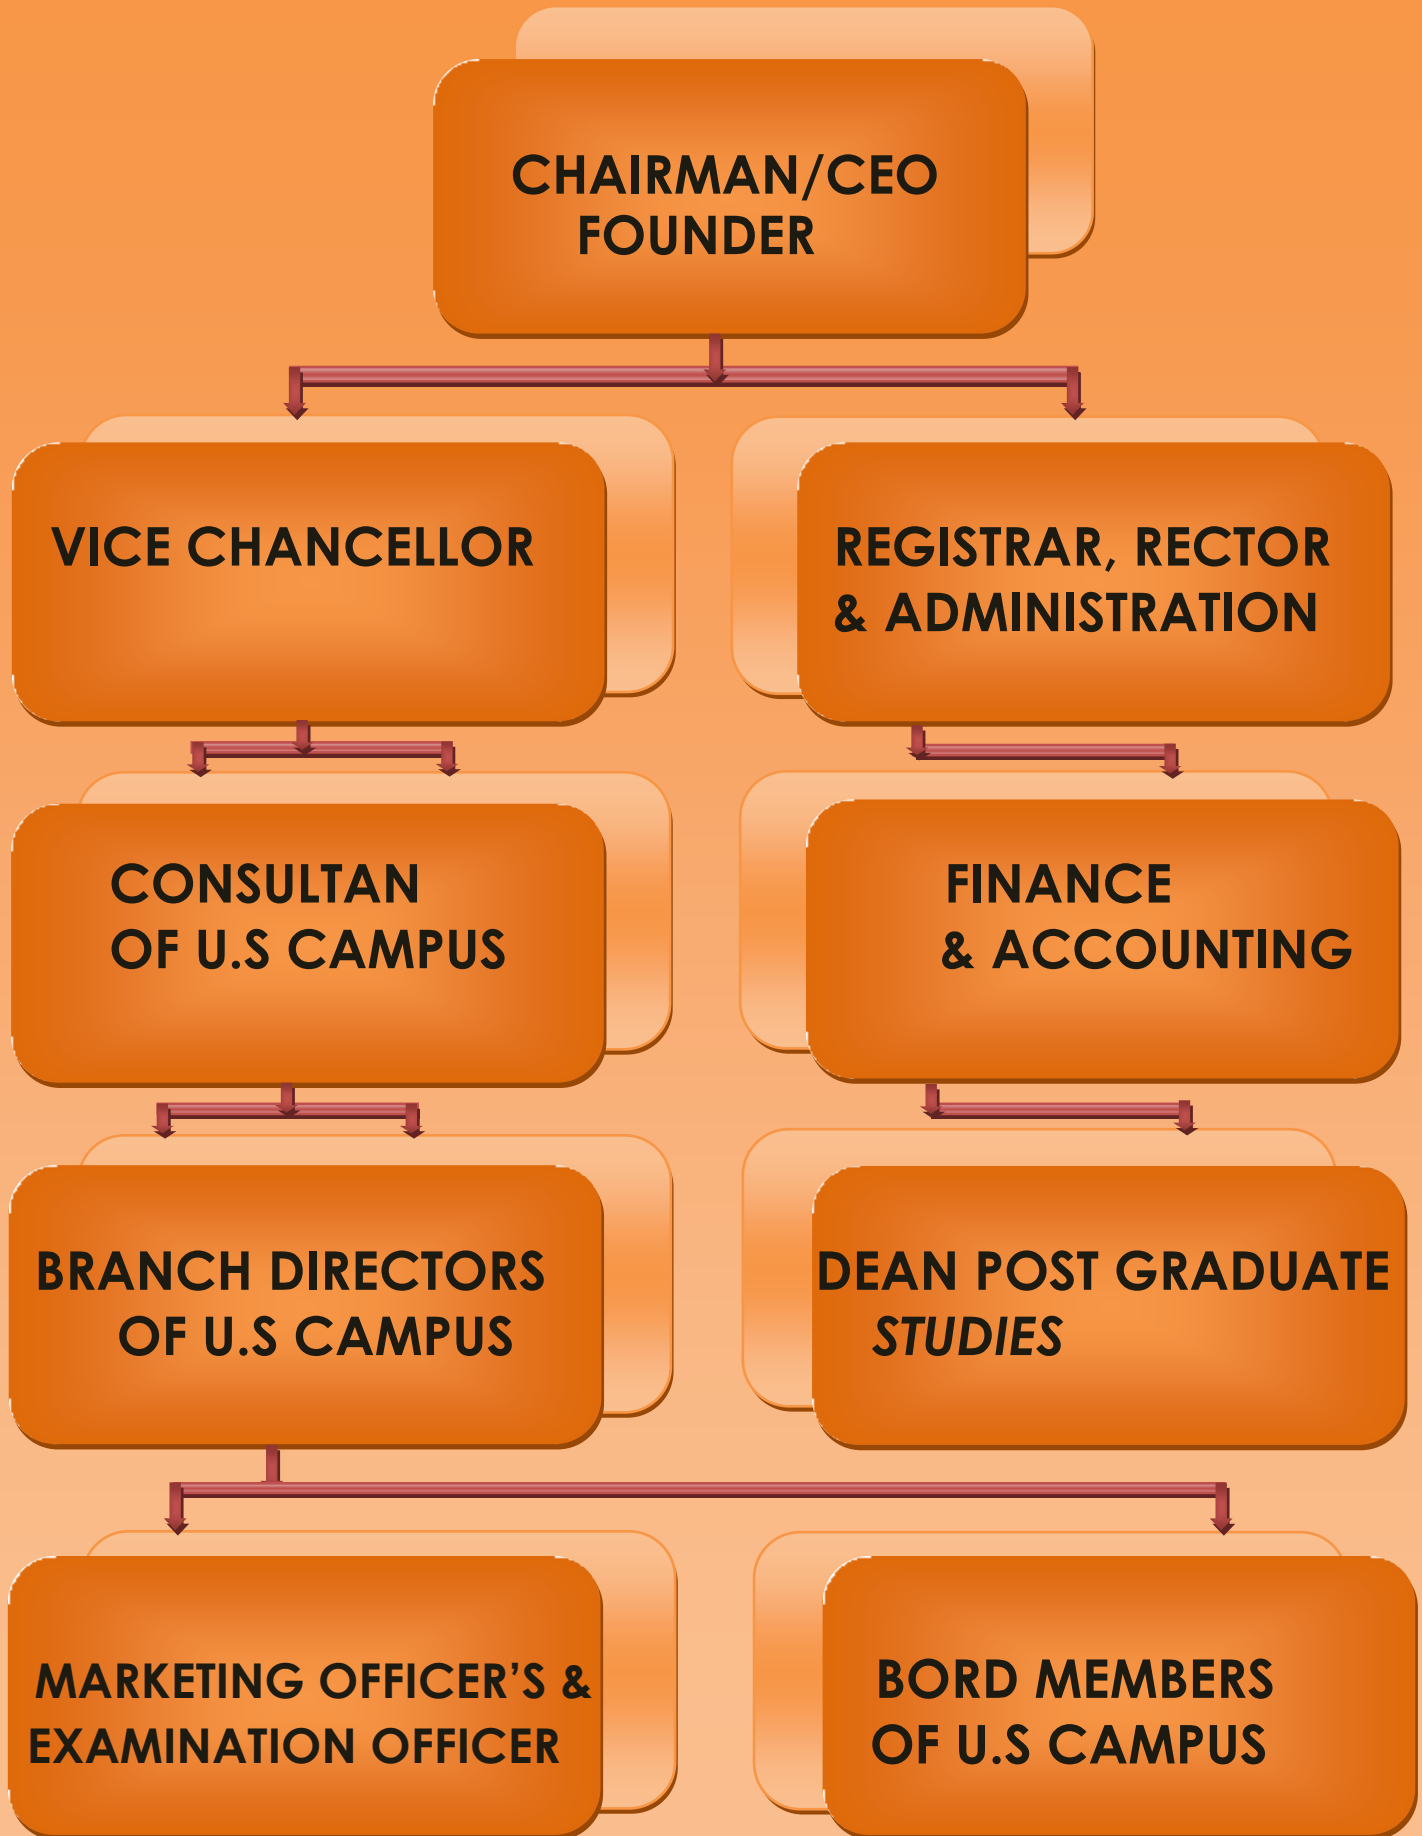 CHAIRMAN/CEO
FOUNDER
VICE CHANCELLOR
REGISTRAR, RECTOR
& ADMINISTRATION
CONSULTAN
OF U.S CAMPUS
FINANCE
& ACCOUNTING
BRANCH DIRECTORS
OF U.S CAMPUS
DEAN POST GRADUATE
STUDIES
MARKETING OFFICER’S &
EXAMINATION OFFICER
BORD MEMBERS
OF U.S CAMPUS